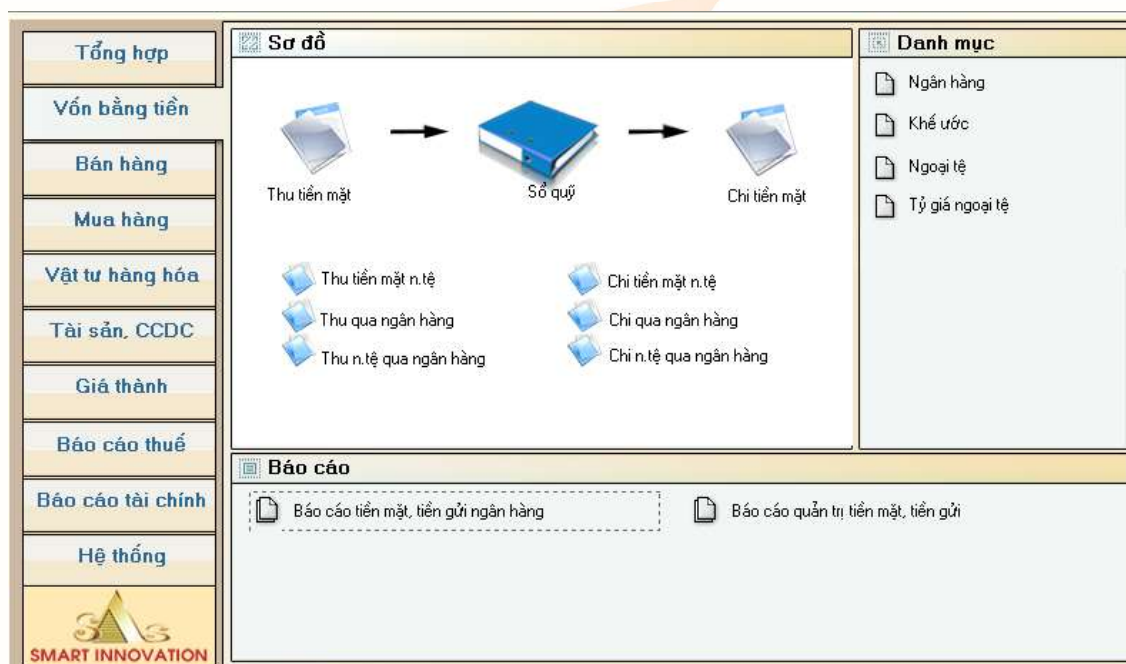 Tổng hợp
Vốn bằng tiền
Bán hàng
Mua hàng
Vật tư hàng hóa
Tài sản, CCDC
Giá thành
Báo cáo thuế
Báo cáo tài chính
Hệ thống
SAS
SMART INNOVATION
Sơ đồ
Thu tiền mặt
Sổ quỹ
Chi tiền mặt
Thu tiền mặt n.tệ
Chi tiền mặt n.tệ
Thu qua ngân hàng
Chi qua ngân hàng
Thu n.tệ qua ngân hàng
Chi n.tệ qua ngân hàng
Danh mục
Ngân hàng
Khế ước
Ngoại tệ
Tỷ giá ngoại tệ
Báo cáo
Báo cáo tiền mặt, tiền gửi ngân hàng
Báo cáo quản trị tiền mặt, tiền gửi